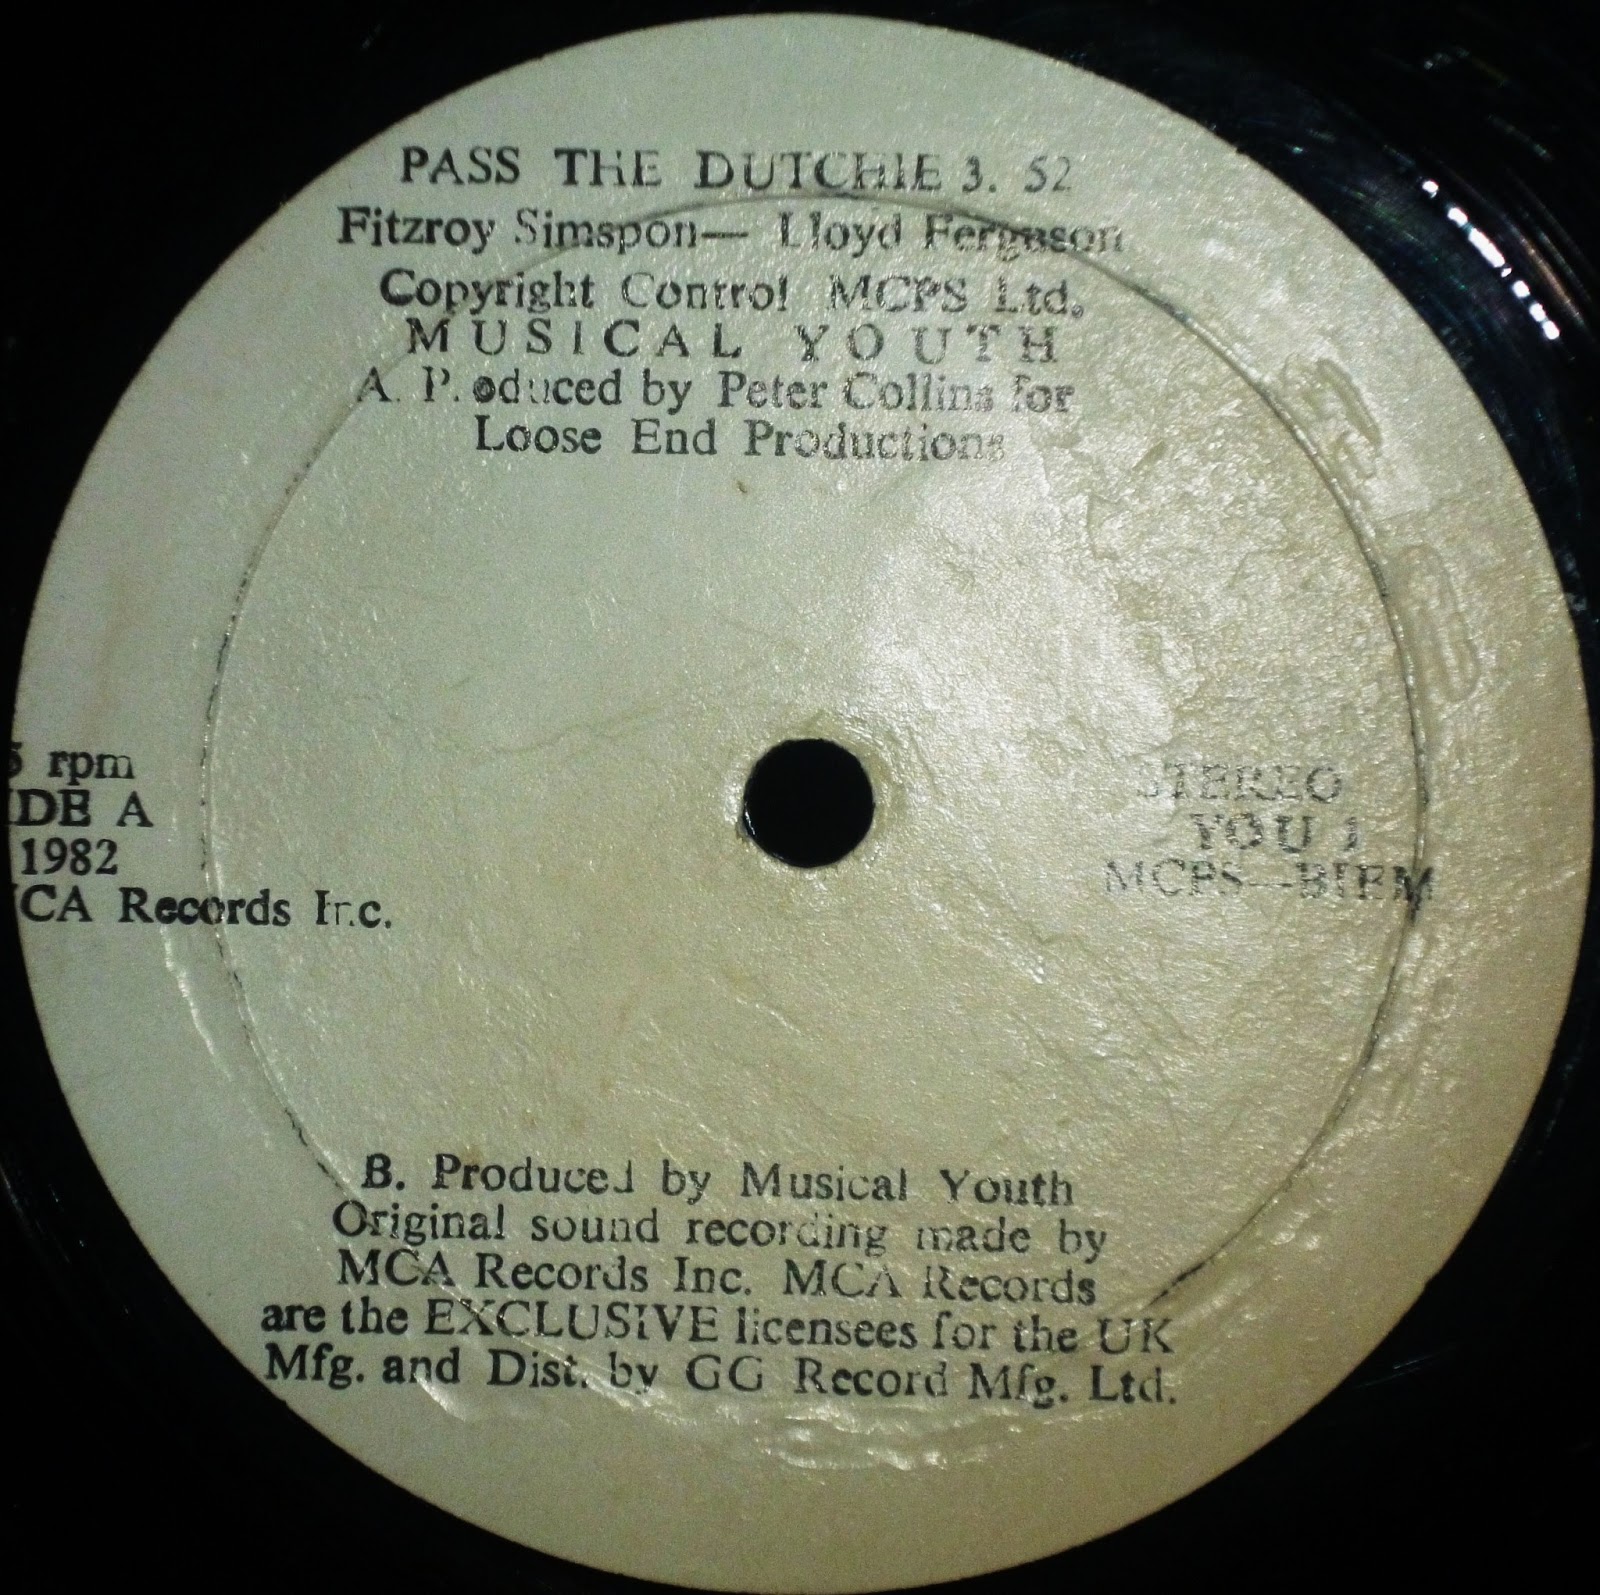 PASS THE DUTCHIE 3. 52
Fitzroy Simspon— Lloyd Ferguson
Copyright Control MCPS Ltd.
MUSICAL YOUTH
A. Produced by Peter Collins for
Loose End Productions
5 rpm
IDE A
1982
MCA Records Inc.
STEREO
YOU 1
MCPS—BIEM
B. Produced by Musical Youth
Original sound recording made by
MCA Records Inc. MCA Records
are the EXCLUSIVE licensees for the UK
Mfg. and Dist. by GG Record Mfg. Ltd.